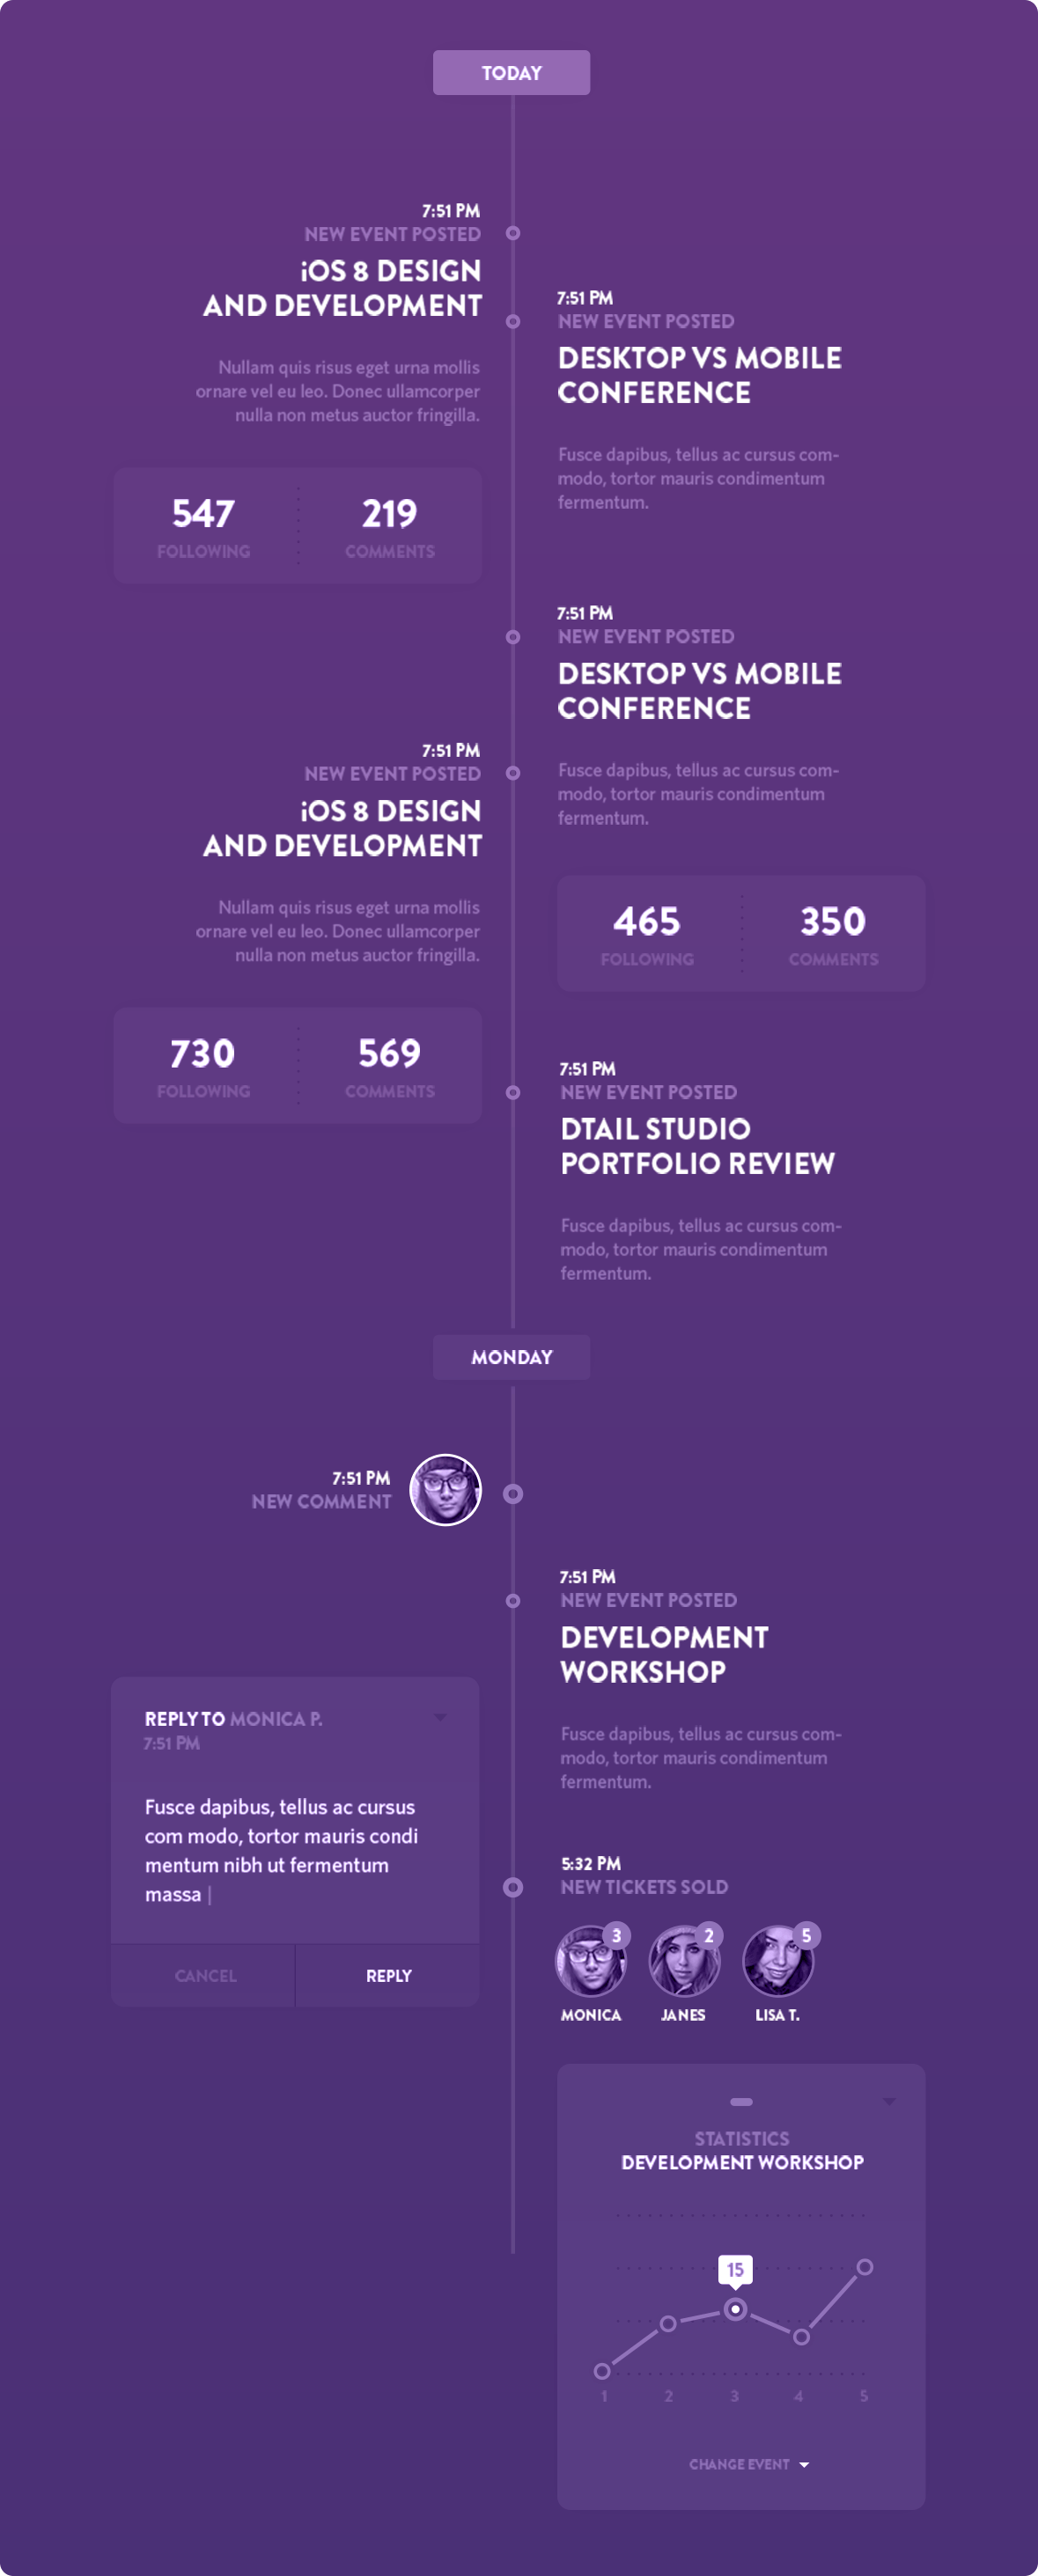 TODAY
7:51 PM
NEW EVENT POSTED
iOS 8 DESIGN
AND DEVELOPMENT
Nullam quis risus eget urna mollis
ornare vel eu leo. Donec ullamcorper
nulla non metus auctor fringilla.
547
FOLLOWING
219
COMMENTS
7:51 PM
NEW EVENT POSTED
DESKTOP VS MOBILE
CONFERENCE
Fusce dapibus, tellus ac cursus com-
modo, tortor mauris condimentum
fermentum.
7:51 PM
NEW EVENT POSTED
DESKTOP VS MOBILE
CONFERENCE
Fusce dapibus, tellus ac cursus com-
modo, tortor mauris condimentum
fermentum.
465
FOLLOWING
350
COMMENTS
7:51 PM
NEW EVENT POSTED
iOS 8 DESIGN
AND DEVELOPMENT
Nullam quis risus eget urna mollis
ornare vel eu leo. Donec ullamcorper
nulla non metus auctor fringilla.
730
FOLLOWING
569
COMMENTS
7:51 PM
NEW EVENT POSTED
DTAIL STUDIO
PORTFOLIO REVIEW
Fusce dapibus, tellus ac cursus com-
modo, tortor mauris condimentum
fermentum.
MONDAY
7:51 PM
NEW COMMENT
7:51 PM
NEW EVENT POSTED
DEVELOPMENT
WORKSHOP
Fusce dapibus, tellus ac cursus com-
modo, tortor mauris condimentum
fermentum.
REPLY TO MONICA P.
7:51 PM
Fusce dapibus, tellus ac cursus
com modo, tortor mauris condi
mentum nibh ut fermentum
massa |
CANCEL
REPLY
5:32 PM
NEW TICKETS SOLD
3
2
5
MONICA
JANES
LISA T.
STATISTICS
DEVELOPMENT WORKSHOP
15
1 2 3 4 5
CHANGE EVENT